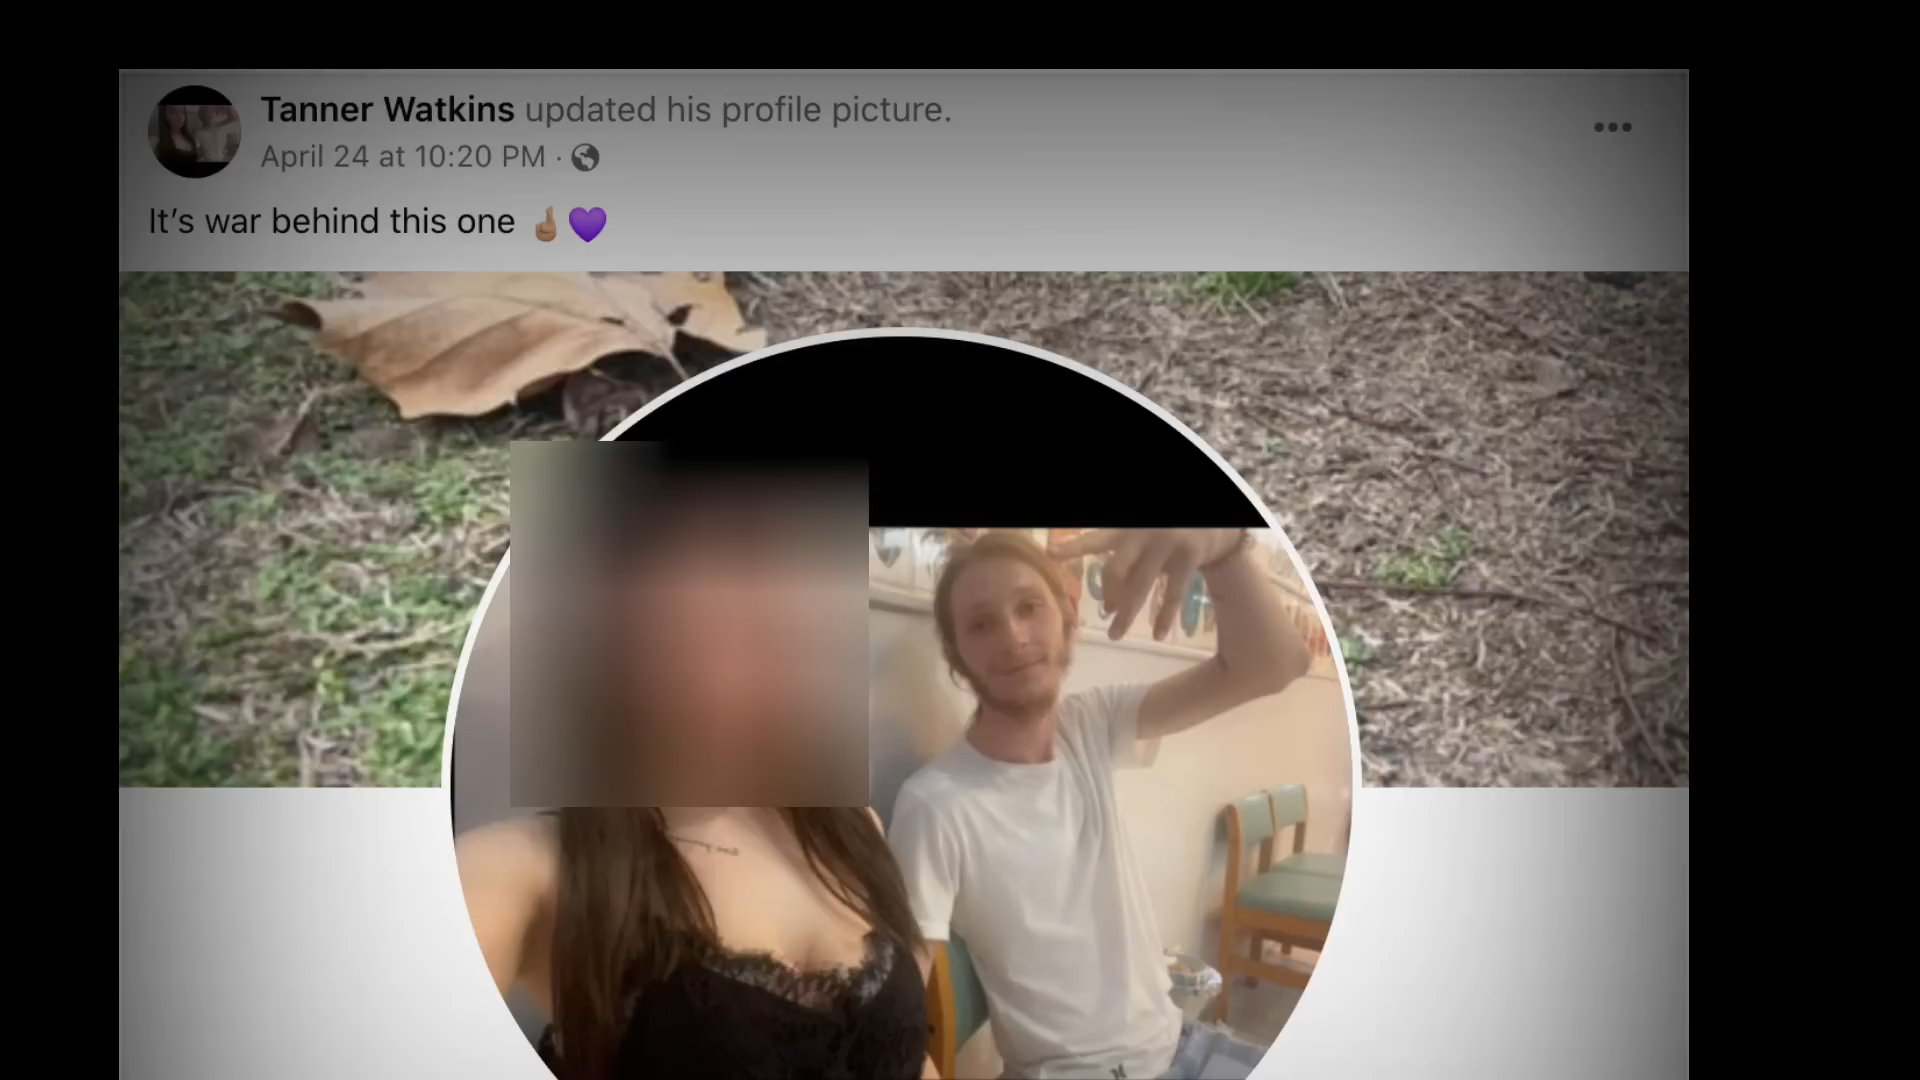 Tanner Watkins updated his profile picture.
April 24 at 10:20 PM ·
It's war behind this one 🤞🏽💜